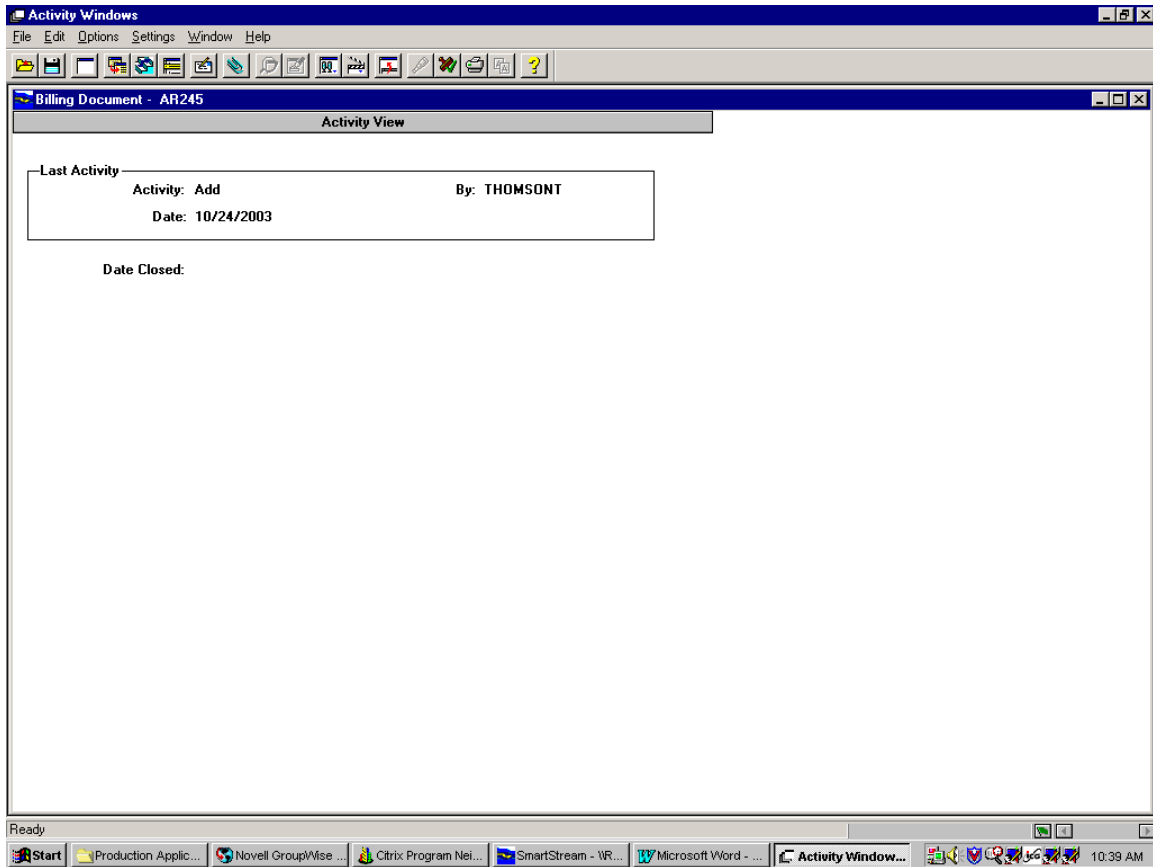 Activity Windows
File Edit Options Settings Window Help
Billing Document - AR245
Activity View
Last Activity
Activity: Add By: THOMSONT
Date: 10/24/2003
Date Closed:
Ready
Start Production Applic... Novell GroupWise ... Citrix Program Nei... SmartStream - \\R... Microsoft Word - ... Activity Window... 10:39 AM